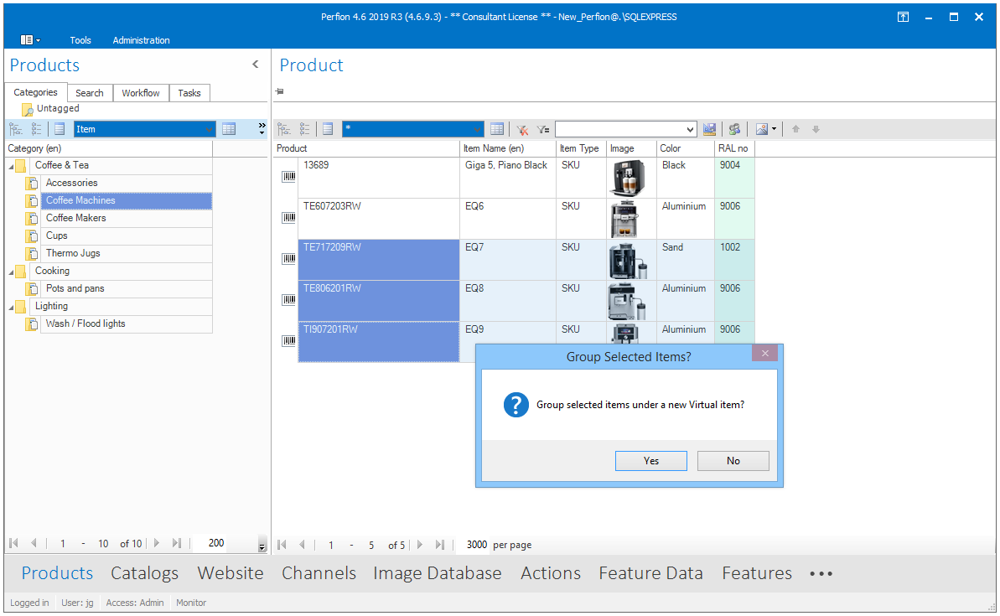 Perfion 4.6 2019 R3 (4.6.9.3) - ** Consultant License ** - New_Perfion@.\SQLEXPRESS
Tools Administration
Products
Product
Categories Search Workflow Tasks
Untagged
Item
*
Category (en)
Coffee & Tea
Accessories
Coffee Machines
Coffee Makers
Cups
Thermo Jugs
Cooking
Pots and pans
Lighting
Wash / Flood lights
Product Item Name (en) Item Type Image Color RAL no
13689 Giga 5, Piano Black SKU Black 9004
TE607203RW EQ6 SKU Aluminium 9006
TE717209RW EQ7 SKU Sand 1002
TE806201RW EQ8 SKU Aluminium 9006
TI907201RW EQ9 SKU Aluminium 9006
Group Selected Items?
Group selected items under a new Virtual item?
Yes No
1 - 10 of 10 200
1 - 5 of 5 3000 per page
Products Catalogs Website Channels Image Database Actions Feature Data Features •••
Logged in User: jg Access: Admin Monitor